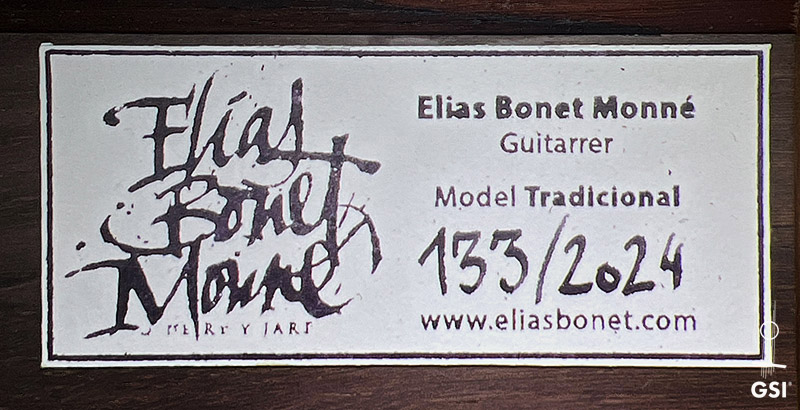 Elias
Bonet
Monné
Elias Bonet Monné
Guitarrer
Model Tradicional
133/2024
www.eliasbonet.com
GSI